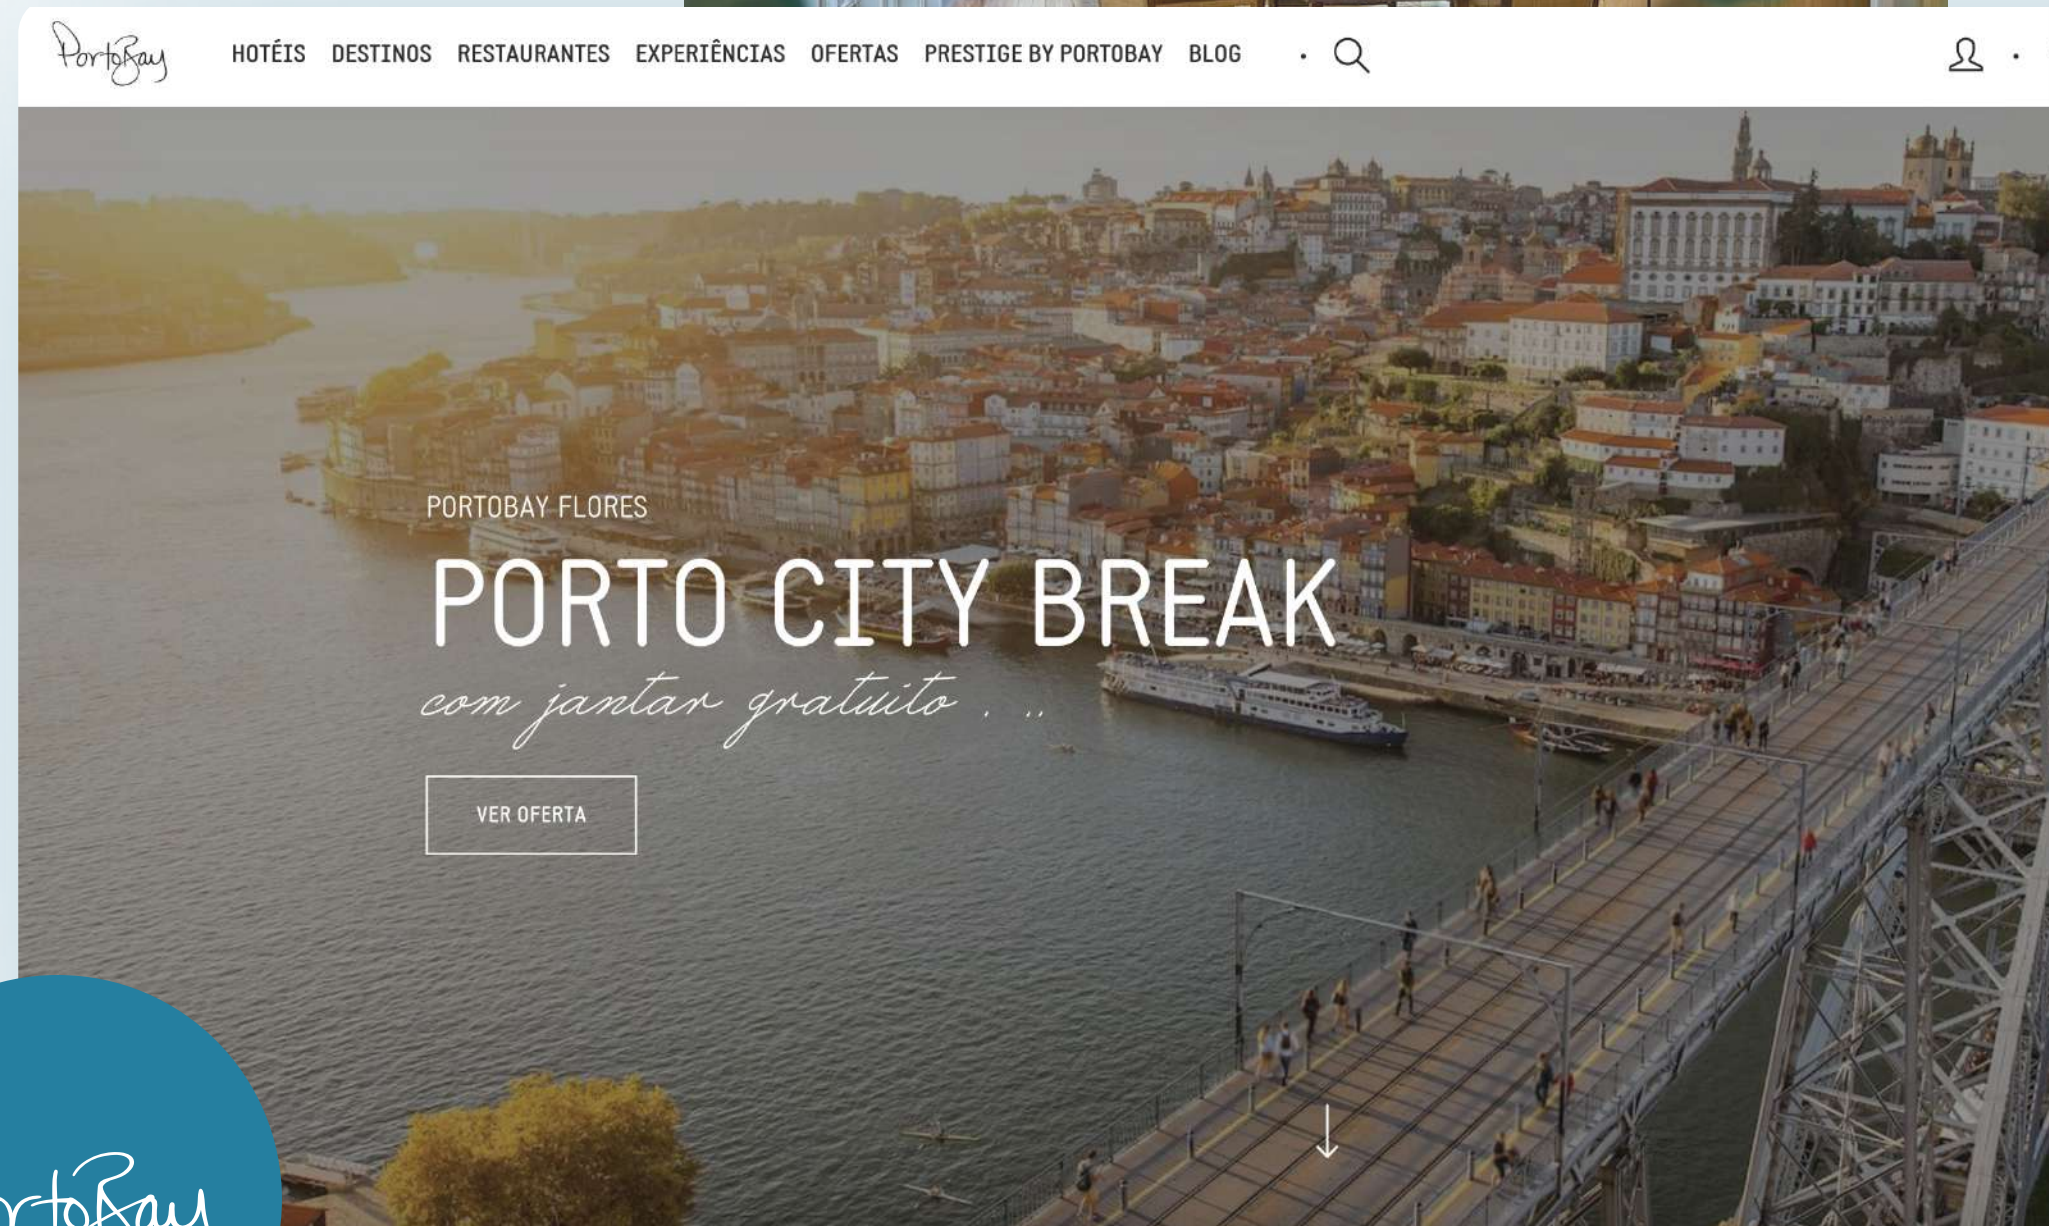 PortoBay
HOTÉIS DESTINOS RESTAURANTES EXPERIÊNCIAS OFERTAS PRESTIGE BY PORTOBAY BLOG
PORTOBAY FLORES
PORTO CITY BREAK
com jantar gratuito . ..
VER OFERTA
rtoBay